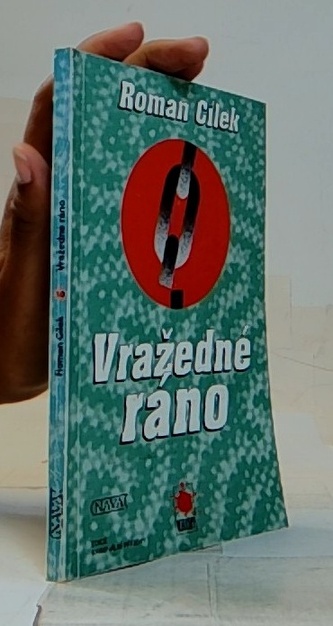 Roman Cílek
Vražedné
ráno
NAVA
Roman Cílek
Vražedné ráno
NAVA